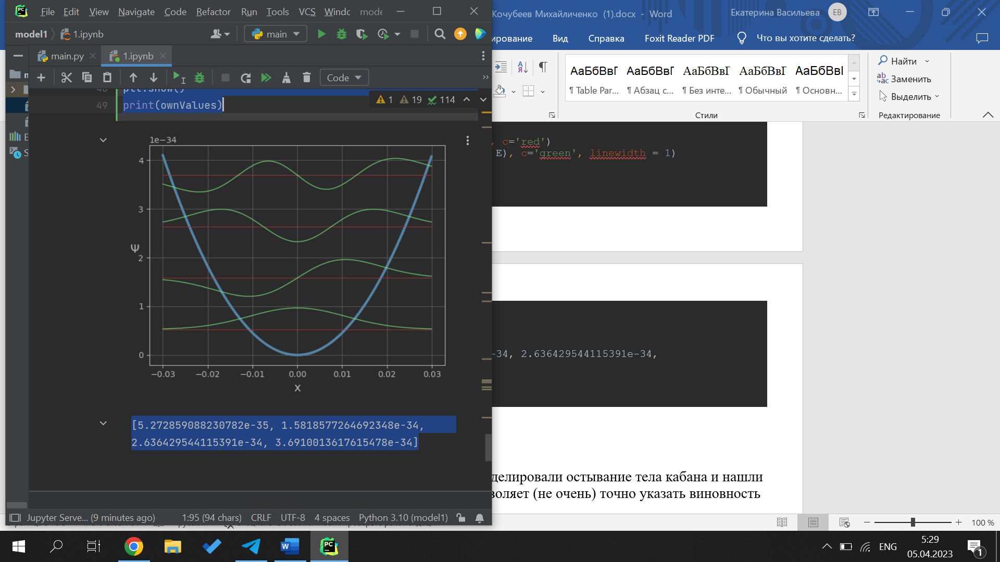 PC File Edit View Navigate Code Refactor Run Tools VCS Windc mode
model1 1.ipynb main
main.py 1.ipynb
Code
plt.show()
49 print(ownValues)
1 19 114
1e−34
4
3
Ψ
2
1
0
−0.03 −0.02 −0.01 0.00 0.01 0.02 0.03
x
[5.272859088230782e-35, 1.5818577264692348e-34,
2.636429544115391e-34, 3.6910013617615478e-34]
Jupyter Serve... (9 minutes ago) 1:95 (94 chars) CRLF UTF-8 4 spaces Python 3.10 (model1)
Кочубеев Михайличенко (1).docx - Word Екатерина Васильева ЕВ
ирование Вид Справка Foxit Reader PDF Что вы хотите сделать?
АаБбВвГ АаБбВвГ АаБбВвГ АаБбВвГ АаБбВвІ
¶ Table Par... ¶ Абзац с... ¶ Без инте... ¶ Обычный ¶ Основн...
Стили
Найти
Заменить
Выделить
Редактирование
, c='red')
E), c='green', linewidth = 1)
-34, 2.636429544115391e-34,
делировали остывание тела кабана и нашли
воляет (не очень) точно указать виновность
100 %
PC ENG 5:29
05.04.2023
1